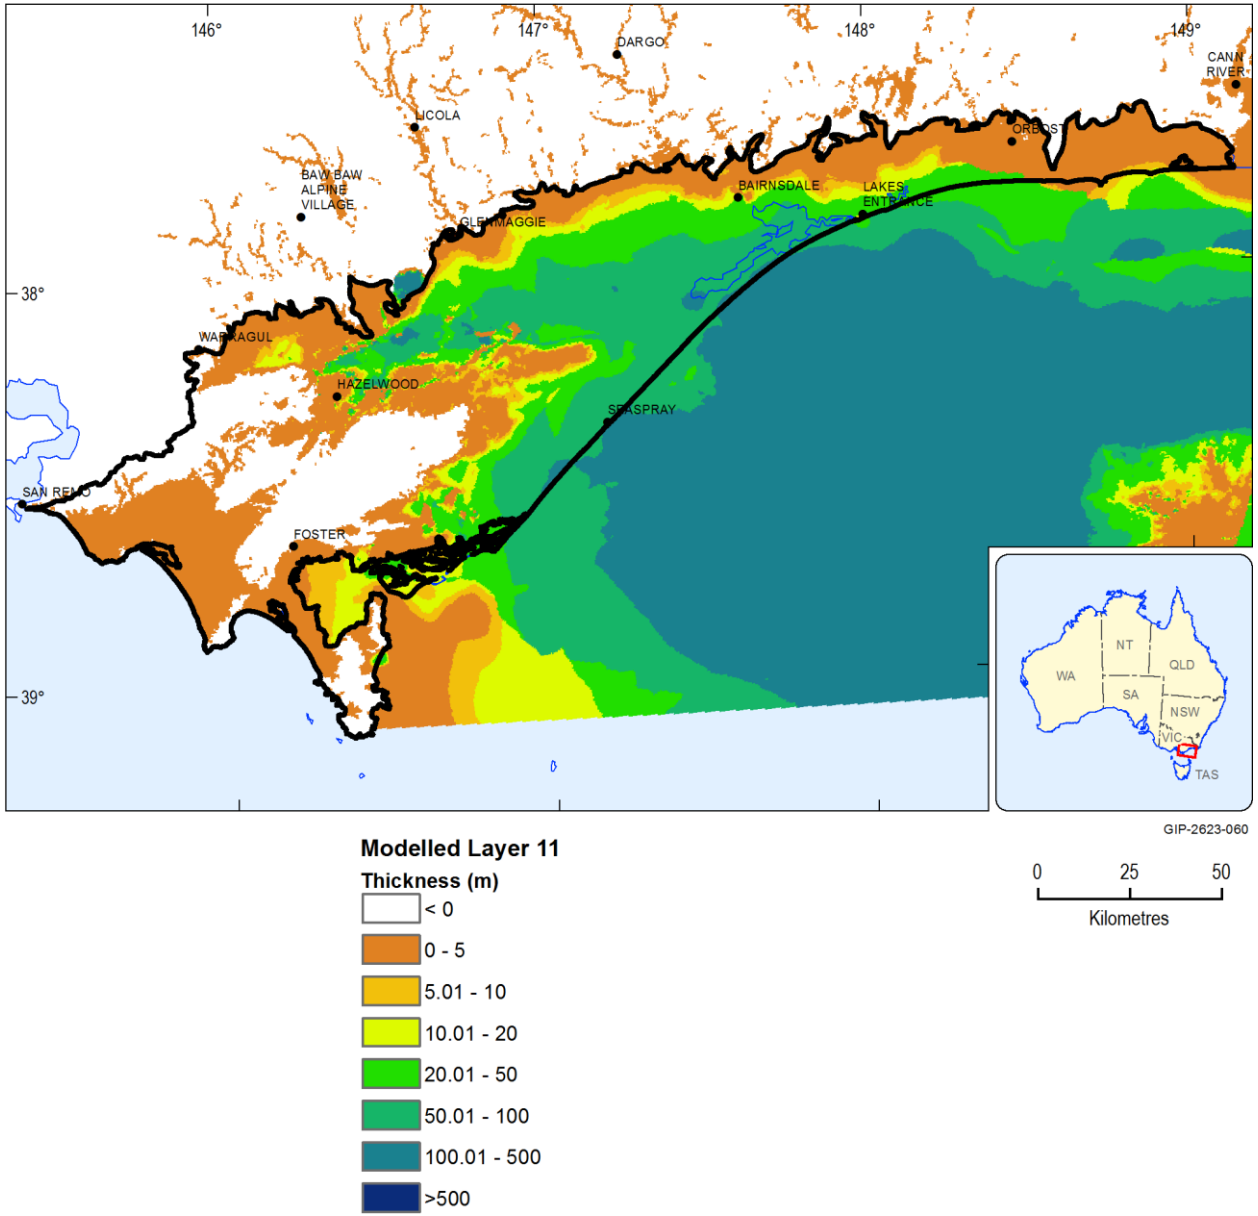 146°
147°
148°
149°
DARGO
CANN
RIVER
LICOLA
ORBOST
BAW BAW
ALPINE
VILLAGE
BAIRNSDALE
LAKES
ENTRANCE
GLENMAGGIE
38°
WARRAGUL
HAZELWOOD
SEASPRAY
SAN REMO
FOSTER
39°
NT
WA
QLD
SA
NSW
VIC
TAS
GIP-2623-060
Modelled Layer 11
Thickness (m)
< 0
0 - 5
5.01 - 10
10.01 - 20
20.01 - 50
50.01 - 100
100.01 - 500
>500
0 25 50
Kilometres